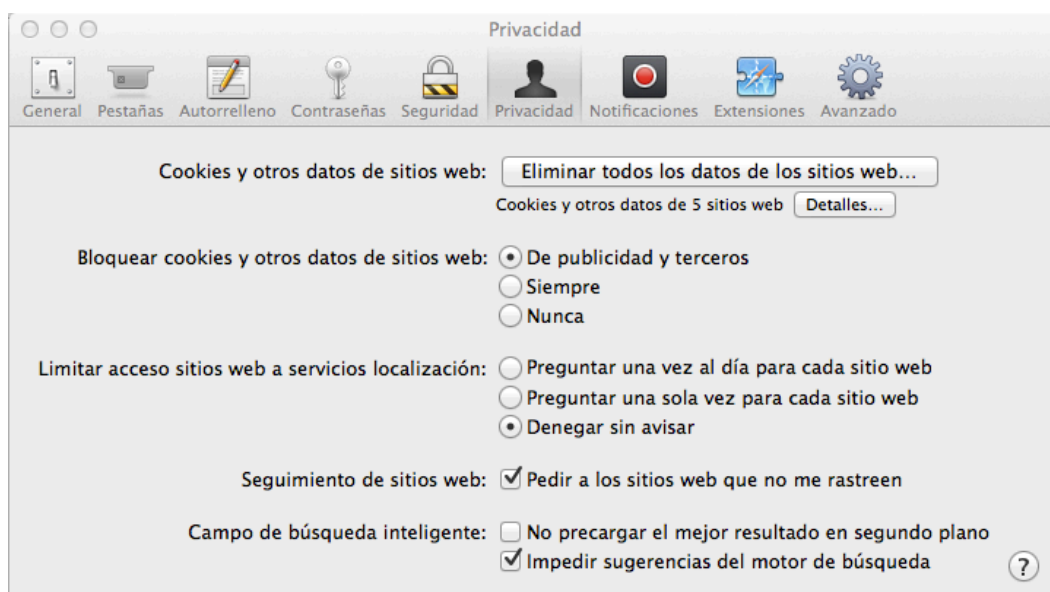 Privacidad
General Pestañas Autorrelleno Contraseñas Seguridad Privacidad Notificaciones Extensiones Avanzado
Cookies y otros datos de sitios web: Eliminar todos los datos de los sitios web...
Cookies y otros datos de 5 sitios web Detalles...
Bloquear cookies y otros datos de sitios web: De publicidad y terceros
Siempre
Nunca
Limitar acceso sitios web a servicios localización: Preguntar una vez al día para cada sitio web
Preguntar una sola vez para cada sitio web
Denegar sin avisar
Seguimiento de sitios web: Pedir a los sitios web que no me rastreen
Campo de búsqueda inteligente: No precargar el mejor resultado en segundo plano
Impedir sugerencias del motor de búsqueda ?